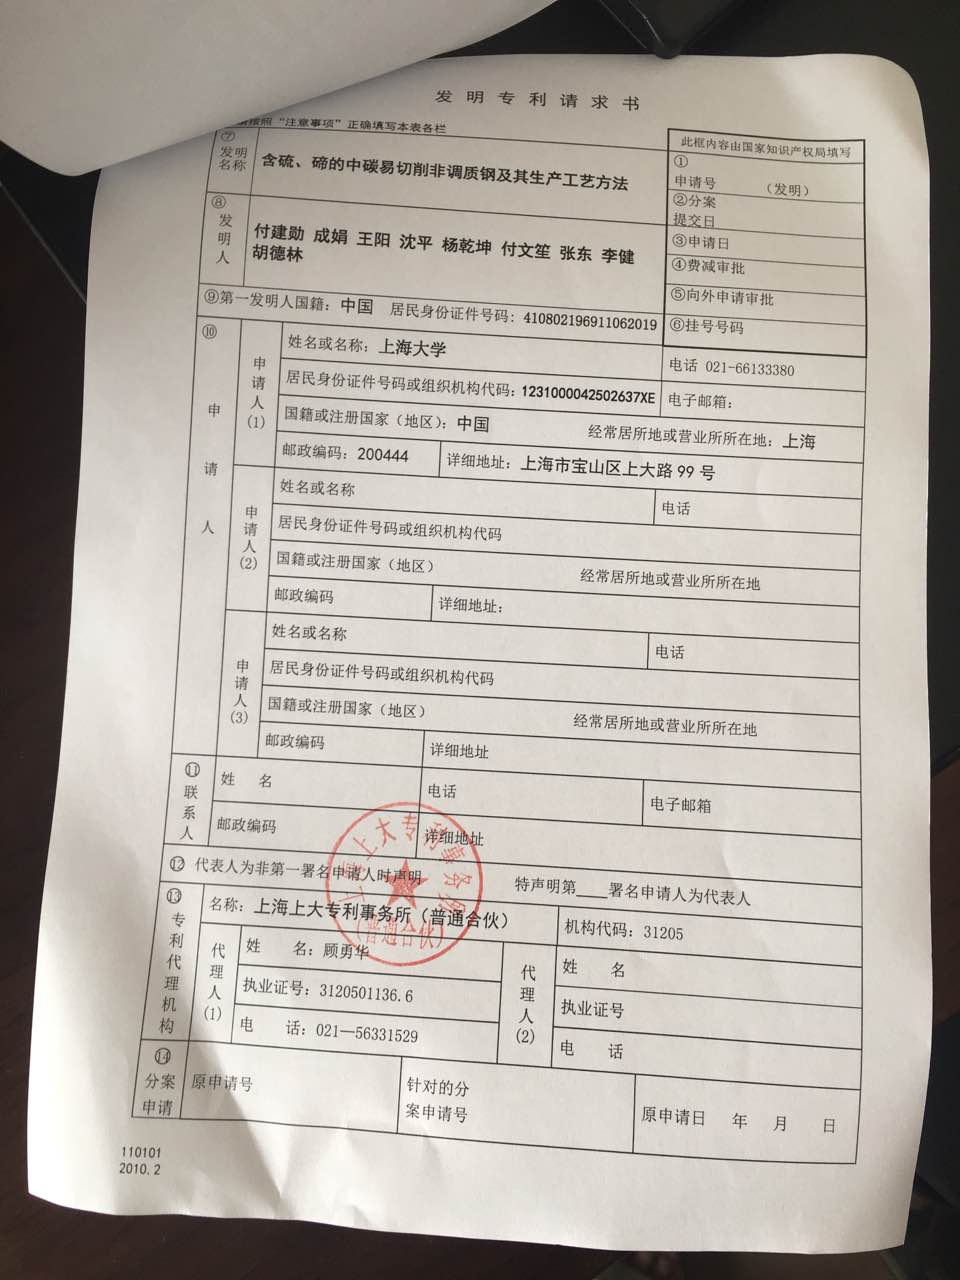 发明专利请求书
按照“注意事项”正确填写本表各栏
此框内容由国家知识产权局填写
⑦发明名称 含硫、碲的中碳易切削非调质钢及其生产工艺方法
①
申请号 （发明）
②分案
提交日
⑧发明人 付建勋 成娟 王阳 沈平 杨乾坤 付文笙 张东 李健
胡德林
③申请日
④费减审批
⑤向外申请审批
⑨第一发明人国籍：中国 居民身份证件号码：410802196911062019
⑥挂号号码
⑩申请人
申请人(1)
姓名或名称：上海大学 电话 021-66133380
居民身份证件号码或组织机构代码：1231000042502637XE 电子邮箱：
国籍或注册国家（地区）：中国 经常居所地或营业所所在地：上海
邮政编码：200444 详细地址：上海市宝山区上大路99号
申请人(2)
姓名或名称 电话
居民身份证件号码或组织机构代码
国籍或注册国家（地区） 经常居所地或营业所所在地
邮政编码 详细地址：
申请人(3)
姓名或名称 电话
居民身份证件号码或组织机构代码
国籍或注册国家（地区） 经常居所地或营业所所在地
邮政编码 详细地址
⑪联系人
姓 名 电话 电子邮箱
邮政编码 详细地址
⑫代表人为非第一署名申请人时声明 特声明第____署名申请人为代表人
上海上大专利事务所
（普通合伙）
⑬专利代理机构
名称：上海上大专利事务所（普通合伙） 机构代码：31205
代理人(1)
姓 名：顾勇华
执业证号：3120501136.6
电 话：021—56331529
代理人(2)
姓 名
执业证号
电 话
⑭
分案
申请
原申请号
针对的分
案申请号
原申请日 年 月 日
110101
2010.2